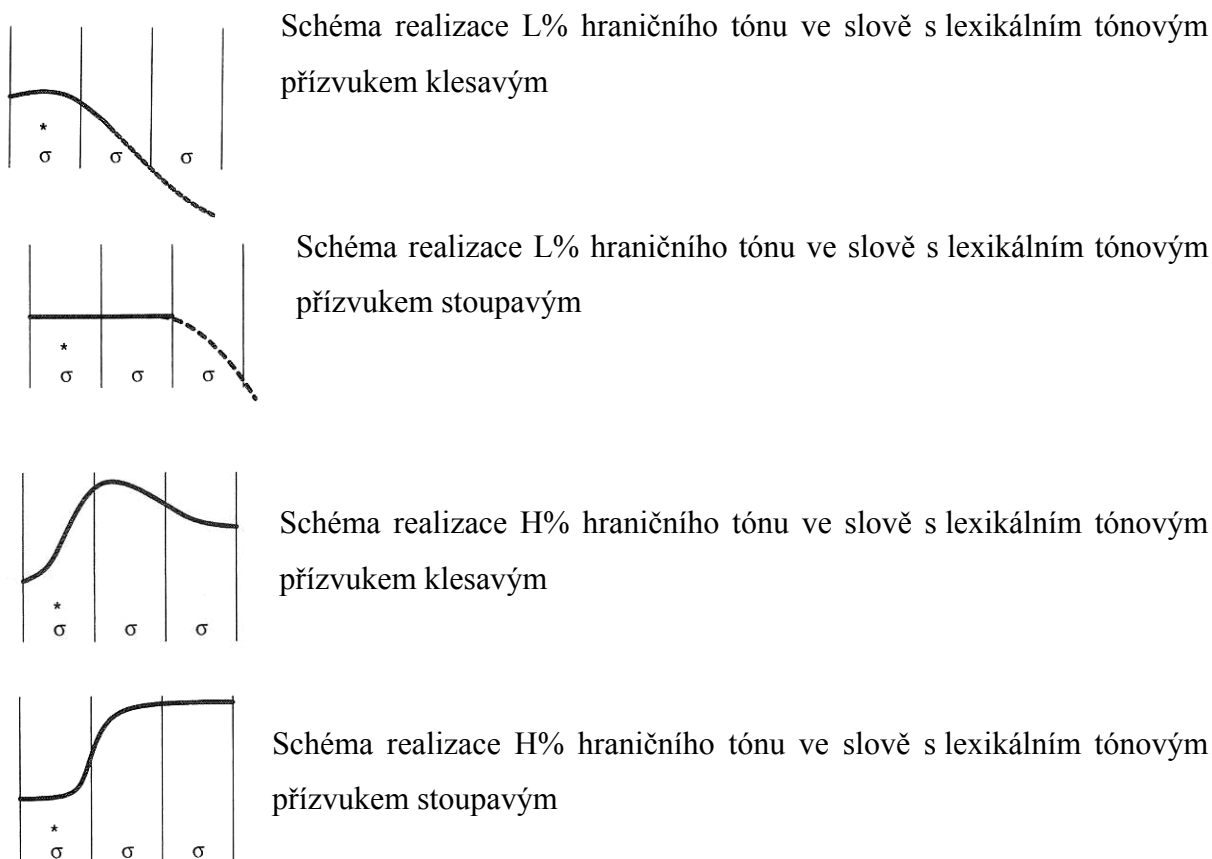 Schéma realizace L% hraničního tónu ve slově s lexikálním tónovým
přízvukem klesavým
*
σ σ σ
Schéma realizace L% hraničního tónu ve slově s lexikálním tónovým
přízvukem stoupavým
*
σ σ σ
Schéma realizace H% hraničního tónu ve slově s lexikálním tónovým
přízvukem klesavým
*
σ σ σ
Schéma realizace H% hraničního tónu ve slově s lexikálním tónovým
přízvukem stoupavým
*
σ σ σ